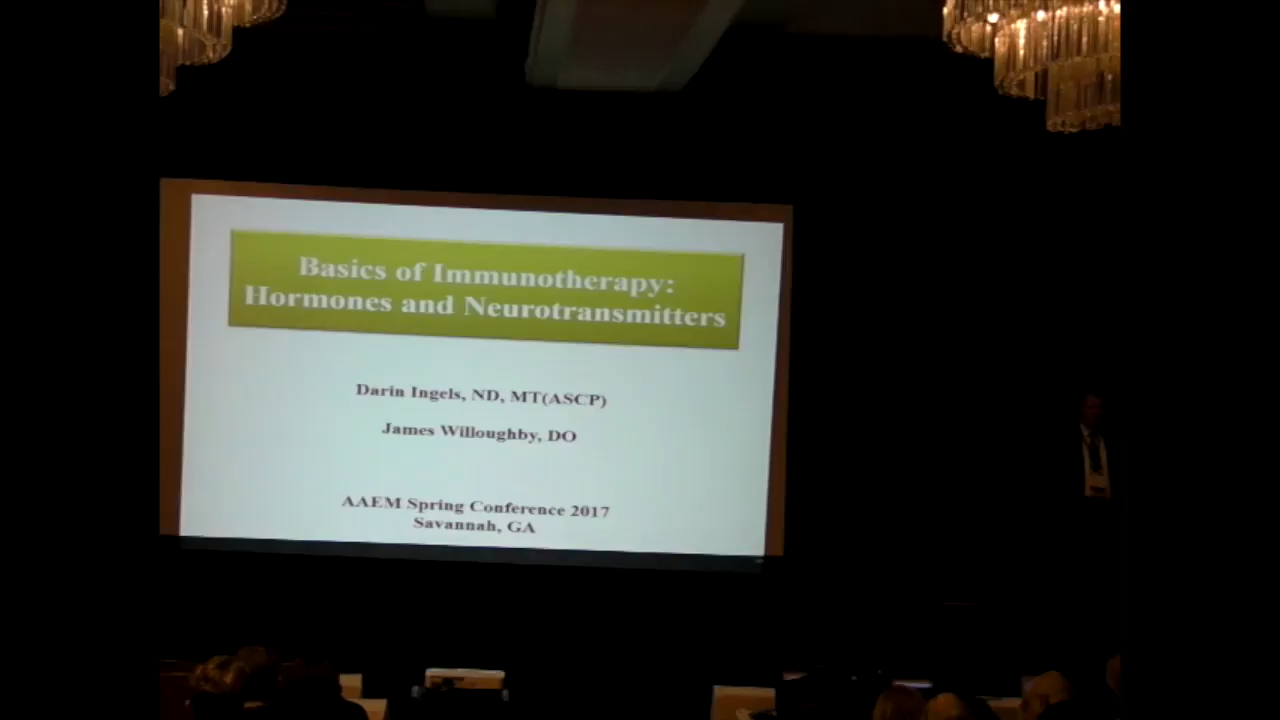 Basics of Immunotherapy:
Hormones and Neurotransmitters
Darin Ingels, ND, MT(ASCP)
James Willoughby, DO
AAEM Spring Conference 2017
Savannah, GA